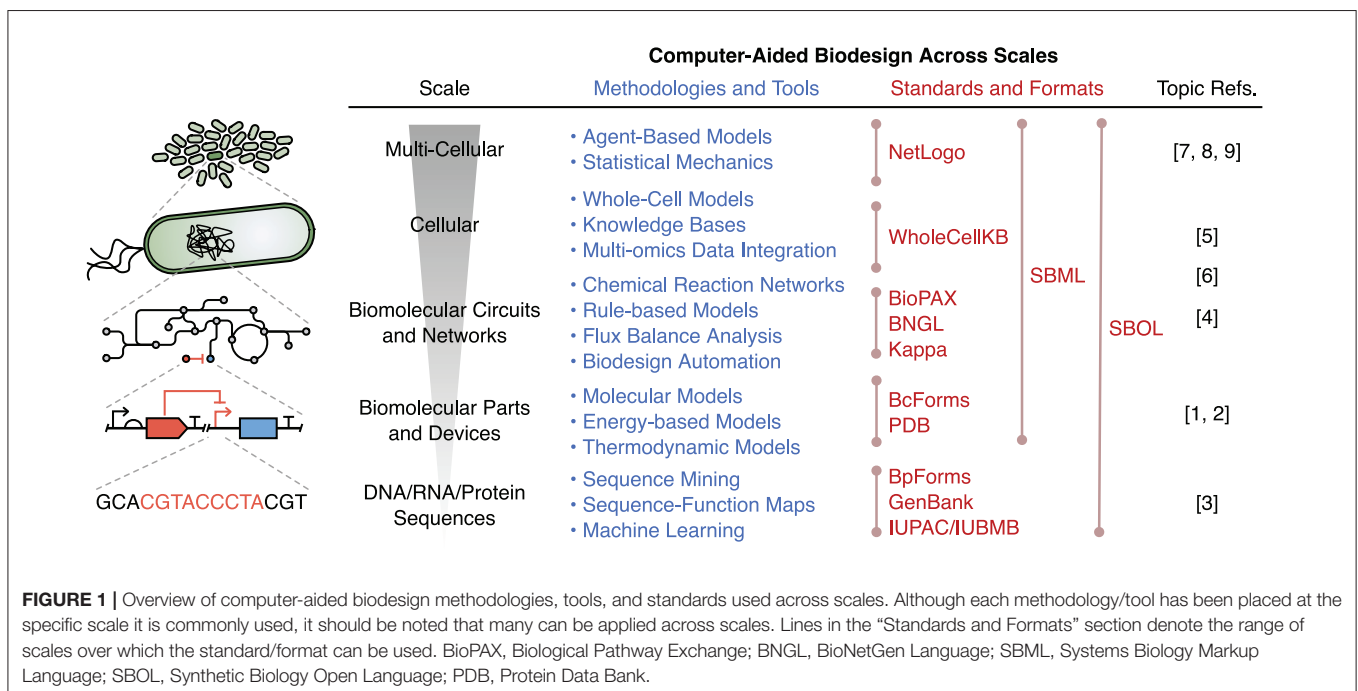 Computer-Aided Biodesign Across Scales
Scale Methodologies and Tools Standards and Formats Topic Refs.
Multi-Cellular
• Agent-Based Models
• Statistical Mechanics
NetLogo
[7, 8, 9]
Cellular
• Whole-Cell Models
• Knowledge Bases
• Multi-omics Data Integration
WholeCellKB
[5]
[6]
Biomolecular Circuits
and Networks
• Chemical Reaction Networks
• Rule-based Models
• Flux Balance Analysis
• Biodesign Automation
BioPAX
BNGL
Kappa
SBML
SBOL
[4]
Biomolecular Parts
and Devices
• Molecular Models
• Energy-based Models
• Thermodynamic Models
BcForms
PDB
[1, 2]
GCACGTACCCTACGT
DNA/RNA/Protein
Sequences
• Sequence Mining
• Sequence-Function Maps
• Machine Learning
BpForms
GenBank
IUPAC/IUBMB
[3]
FIGURE 1 | Overview of computer-aided biodesign methodologies, tools, and standards used across scales. Although each methodology/tool has been placed at the
specific scale it is commonly used, it should be noted that many can be applied across scales. Lines in the “Standards and Formats” section denote the range of
scales over which the standard/format can be used. BioPAX, Biological Pathway Exchange; BNGL, BioNetGen Language; SBML, Systems Biology Markup
Language; SBOL, Synthetic Biology Open Language; PDB, Protein Data Bank.